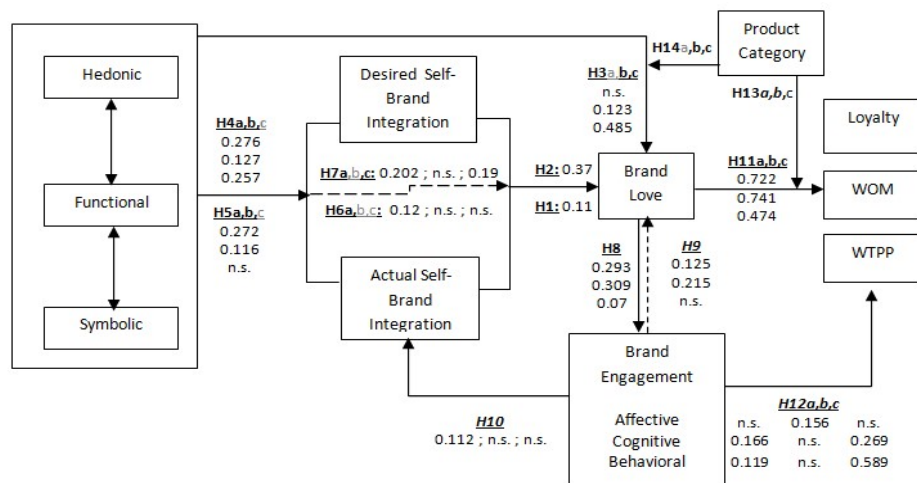 Hedonic
Functional
Symbolic
H4a,b,c
0.276
0.127
0.257
H5a,b,c
0.272
0.116
n.s.
Desired Self-
Brand
Integration
H7a,b,c: 0.202 ; n.s. ; 0.19
H6a,b,c: 0.12 ; n.s. ; n.s.
Actual Self-
Brand
Integration
H10
0.112 ; n.s. ; n.s.
H2: 0.37
H1: 0.11
H3a,b,c
n.s.
0.123
0.485
H14a,b,c
Product
Category
H13a,b,c
Brand
Love
H11a,b,c
0.722
0.741
0.474
Loyalty
WOM
WTPP
H8
0.293
0.309
0.07
H9
0.125
0.215
n.s.
Brand
Engagement
Affective
Cognitive
Behavioral
H12a,b,c
n.s. 0.156 n.s.
0.166 n.s. 0.269
0.119 n.s. 0.589